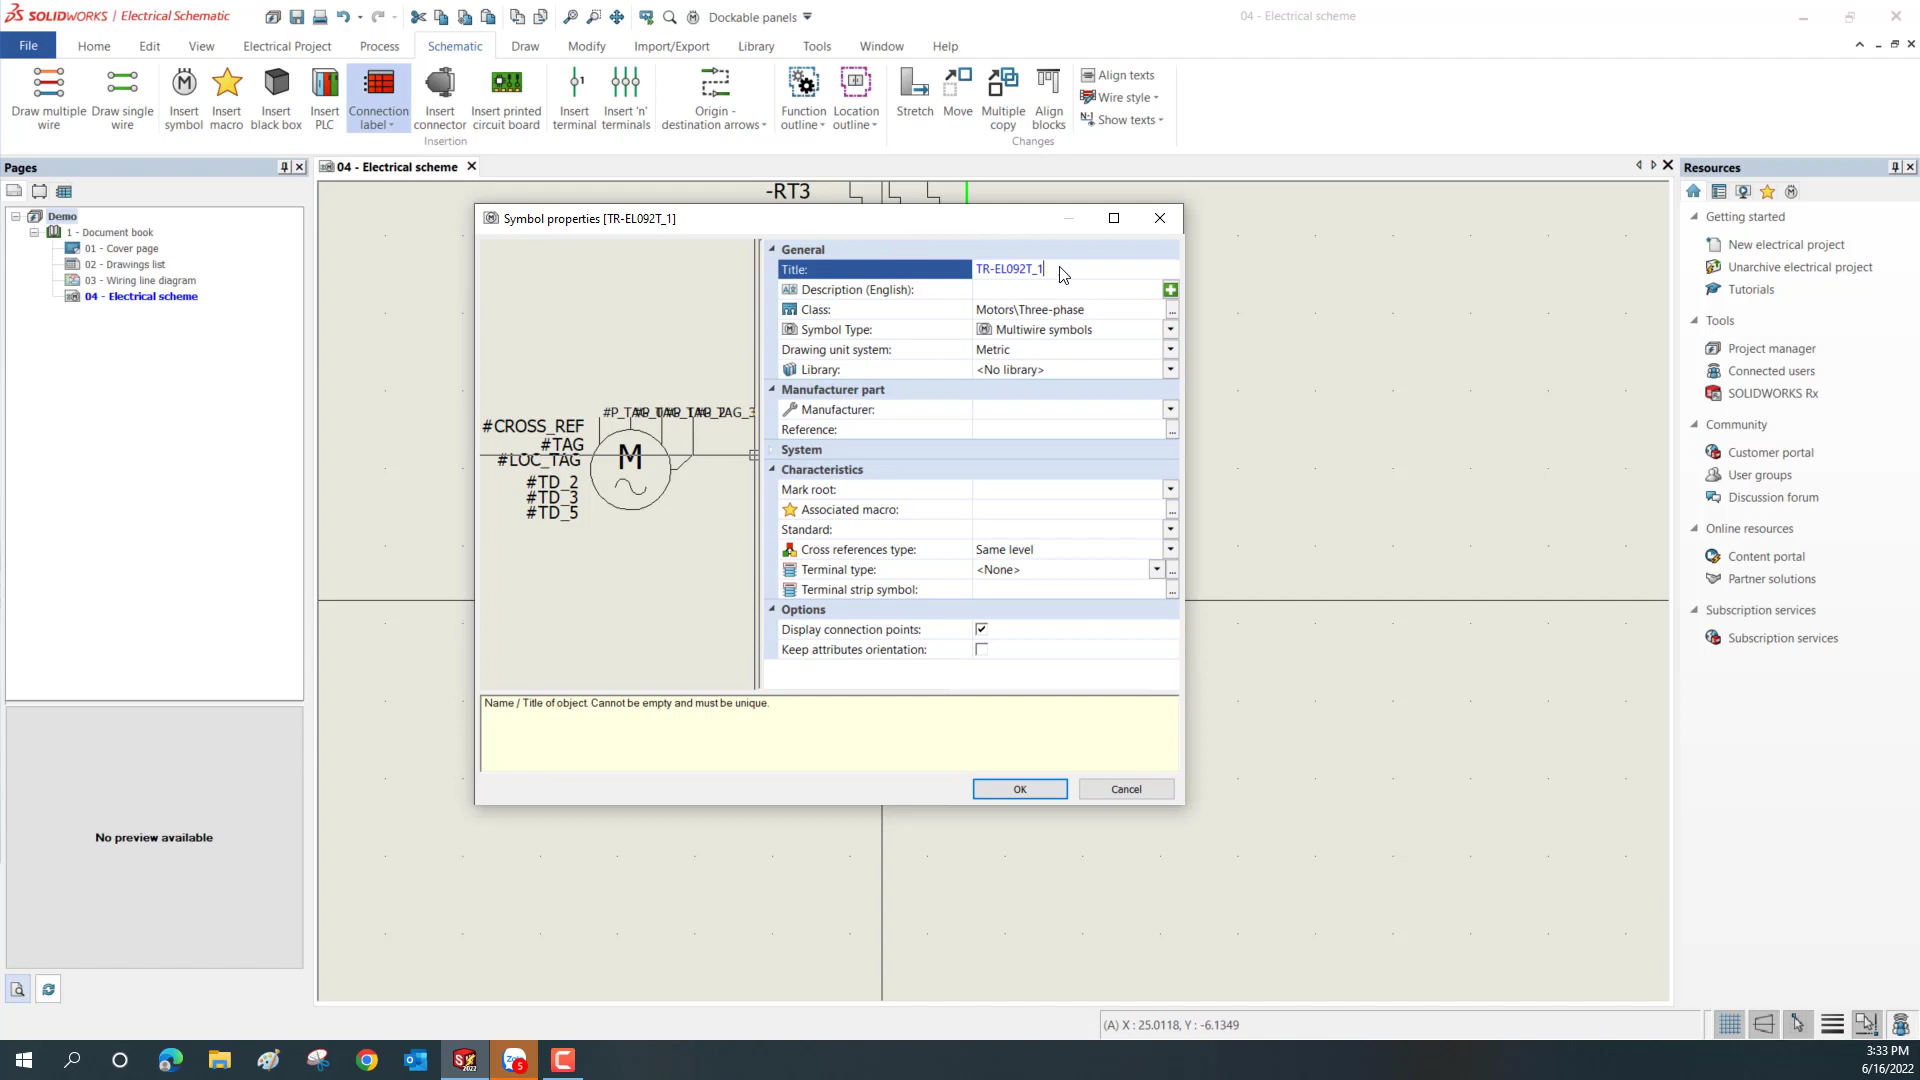 SOLIDWORKS | Electrical Schematic
Dockable panels
04 - Electrical scheme
File
Home
Edit
View
Electrical Project
Process
Schematic
Draw
Modify
Import/Export
Library
Tools
Window
Help
Draw multiple wire
Draw single wire
Insert symbol
Insert macro
Insert black box
Insert PLC
Connection label
Insert connector
Insert printed circuit board
Insert terminal
Insert 'n' terminals
Origin - destination arrows
Function outline
Location outline
Stretch
Move
Multiple copy
Align blocks
Align texts
Wire style
Show texts
Insertion
Changes
Pages
Demo
1 - Document book
01 - Cover page
02 - Drawings list
03 - Wiring line diagram
04 - Electrical scheme
No preview available
04 - Electrical scheme
-RT3
Symbol properties [TR-EL092T_1]
#CROSS_REF
#TAG
#LOC_TAG
#TD_2
#TD_3
#TD_5
M
General
Title: TR-EL092T_1
Description (English):
Class: Motors\Three-phase
Symbol Type: Multiwire symbols
Drawing unit system: Metric
Library: <No library>
Manufacturer part
Manufacturer:
Reference:
System
Characteristics
Mark root:
Associated macro:
Standard:
Cross references type: Same level
Terminal type: <None>
Terminal strip symbol:
Options
Display connection points:
Keep attributes orientation:
Name / Title of object. Cannot be empty and must be unique.
OK
Cancel
Resources
Getting started
New electrical project
Unarchive electrical project
Tutorials
Tools
Project manager
Connected users
SOLIDWORKS Rx
Community
Customer portal
User groups
Discussion forum
Online resources
Content portal
Partner solutions
Subscription services
Subscription services
(A) X : 25.0118, Y : -6.1349
3:33 PM
6/16/2022